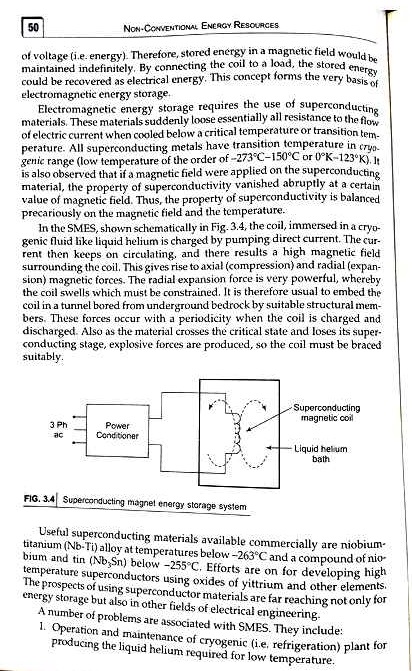 50
NON-CONVENTIONAL ENERGY RESOURCES
of voltage (i.e. energy). Therefore, stored energy in a magnetic field would be
maintained indefinitely. By connecting the coil to a load, the stored energy
could be recovered as electrical energy. This concept forms the very basis of
electromagnetic energy storage.
Electromagnetic energy storage requires the use of superconducting
materials. These materials suddenly loose essentially all resistance to the flow
of electric current when cooled below a critical temperature or transition tem-
perature. All superconducting metals have transition temperature in cryo-
genic range (low temperature of the order of –273°C–150°C or 0°K–123°K). It
is also observed that if a magnetic field were applied on the superconducting
material, the property of superconductivity vanished abruptly at a certain
value of magnetic field. Thus, the property of superconductivity is balanced
precariously on the magnetic field and the temperature.
In the SMES, shown schematically in Fig. 3.4, the coil, immersed in a cryo-
genic fluid like liquid helium is charged by pumping direct current. The cur-
rent then keeps on circulating, and there results a high magnetic field
surrounding the coil. This gives rise to axial (compression) and radial (expan-
sion) magnetic forces. The radial expansion force is very powerful, whereby
the coil swells which must be constrained. It is therefore usual to embed the
coil in a tunnel bored from underground bedrock by suitable structural mem-
bers. These forces occur with a periodicity when the coil is charged and
discharged. Also as the material crosses the critical state and loses its super-
conducting stage, explosive forces are produced, so the coil must be braced
suitably.
3 Ph
ac
Power
Conditioner
Superconducting
magnetic coil
Liquid helium
bath
FIG. 3.4 Superconducting magnet energy storage system
Useful superconducting materials available commercially are niobium-
titanium (Nb-Ti) alloy at temperatures below –263°C and a compound of nio-
bium and tin (Nb₃Sn) below –255°C. Efforts are on for developing high
temperature superconductors using oxides of yittrium and other elements.
The prospects of using superconductor materials are far reaching not only for
energy storage but also in other fields of electrical engineering.
A number of problems are associated with SMES. They include:
1. Operation and maintenance of cryogenic (i.e. refrigeration) plant for
producing the liquid helium required for low temperature.